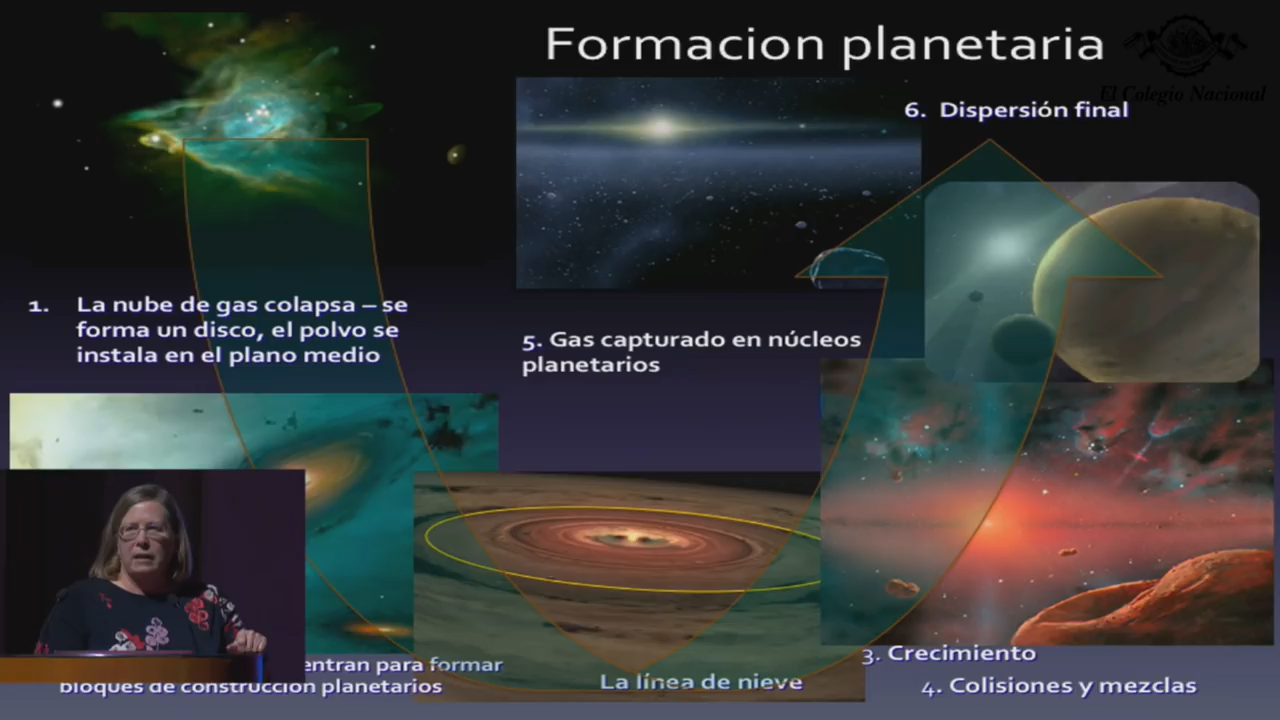 Formacion planetaria
El Colegio Nacional
6. Dispersión final
1. La nube de gas colapsa – se
forma un disco, el polvo se
instala en el plano medio
5. Gas capturado en núcleos
planetarios
3. Crecimiento
para formar
bloques de construcción planetarios
La línea de nieve
4. Colisiones y mezclas